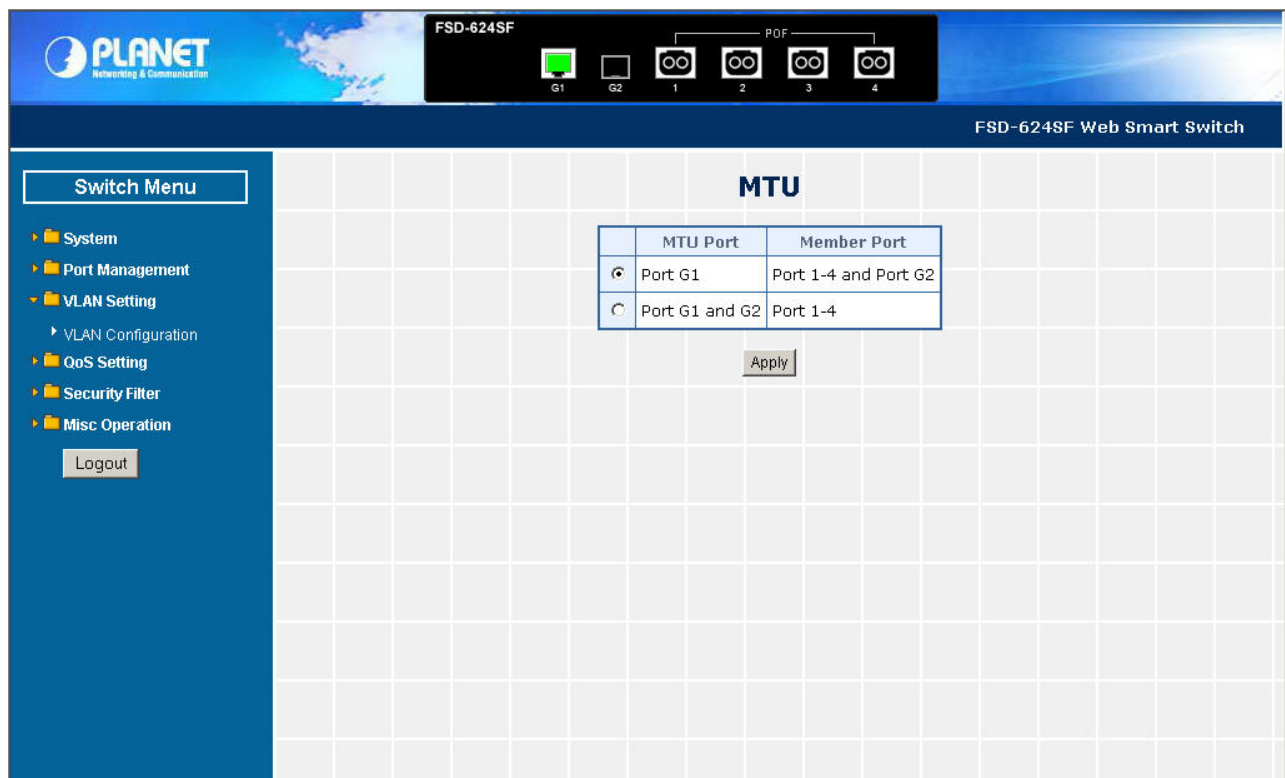 PLANET
Networking & Communication
FSD-624SF
POF
G1 G2 1 2 3 4
FSD-624SF Web Smart Switch
Switch Menu
System
Port Management
VLAN Setting
VLAN Configuration
QoS Setting
Security Filter
Misc Operation
Logout
MTU
MTU Port Member Port
Port G1 Port 1-4 and Port G2
Port G1 and G2 Port 1-4
Apply